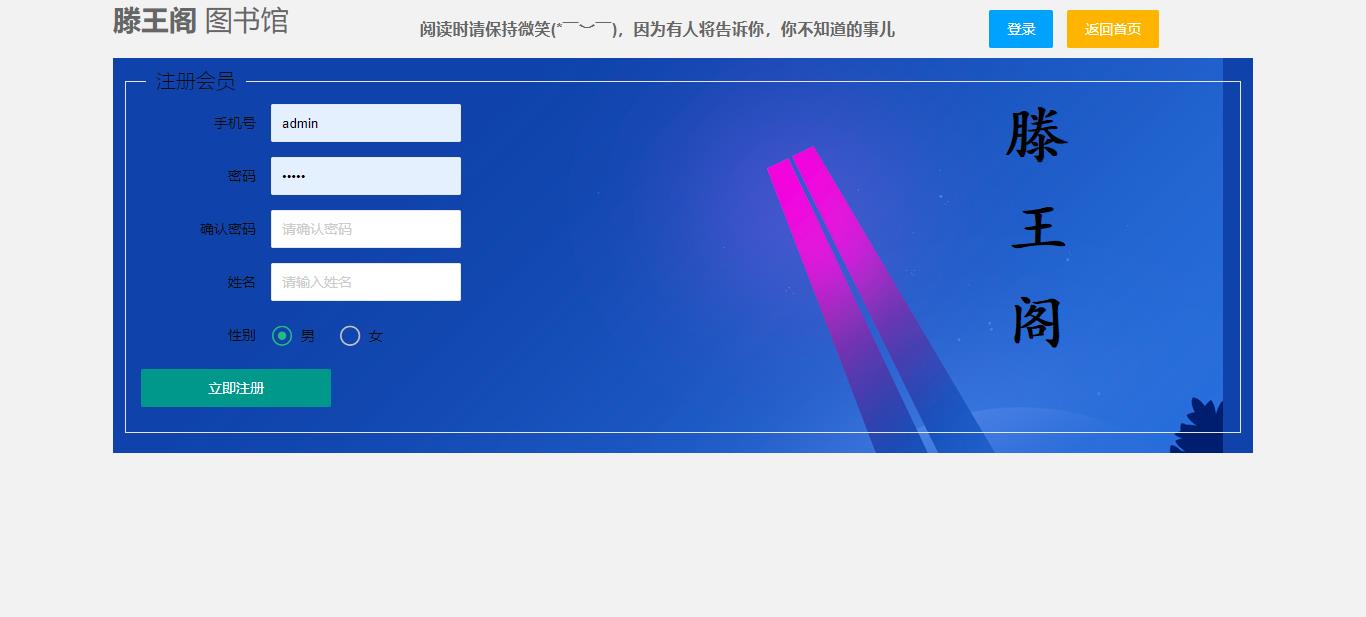 滕王阁 图书馆
阅读时请保持微笑(*￣︶￣)，因为有人将告诉你，你不知道的事儿
登录
返回首页
注册会员
手机号
admin
密码
•••••
确认密码
请确认密码
姓名
请输入姓名
性别
男
女
立即注册
滕
王
阁